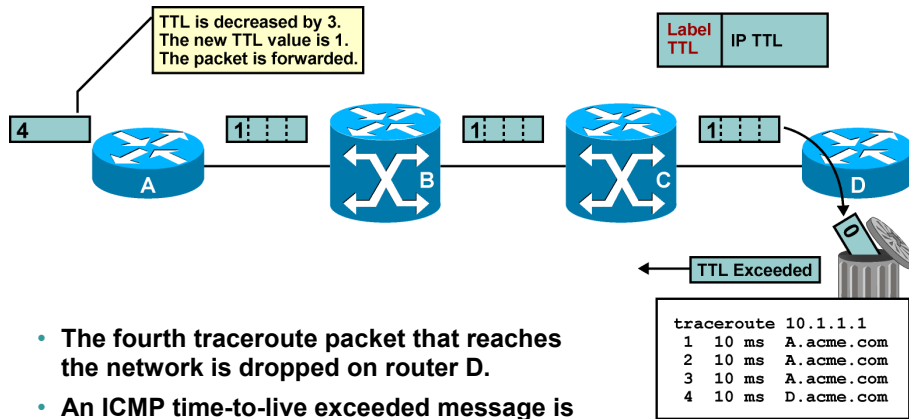 TTL is decreased by 3.
The new TTL value is 1.
The packet is forwarded.
Label
TTL
IP TTL
4
1
1
1
A
B
C
D
0
TTL Exceeded
• The fourth traceroute packet that reaches
the network is dropped on router D.
• An ICMP time-to-live exceeded message is
traceroute 10.1.1.1
1 10 ms A.acme.com
2 10 ms A.acme.com
3 10 ms A.acme.com
4 10 ms D.acme.com